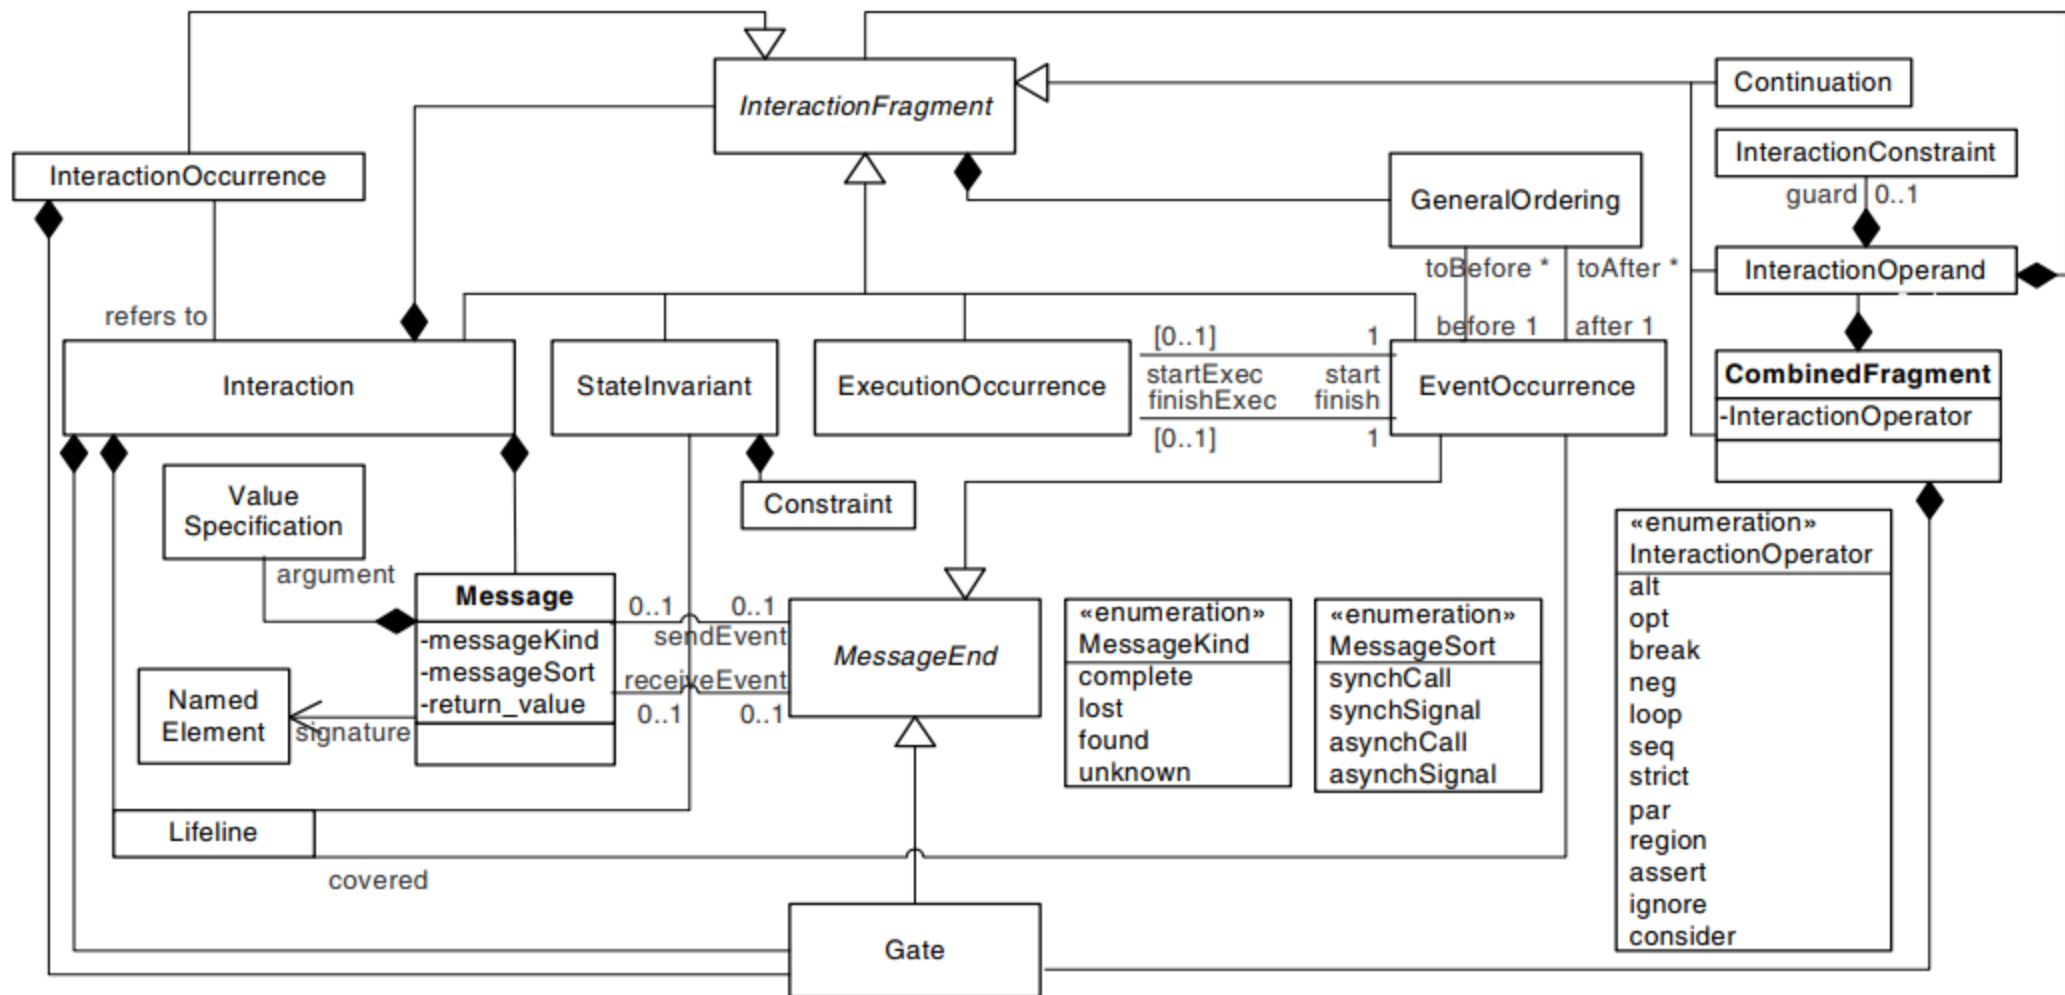 InteractionFragment
Continuation
InteractionConstraint
guard 0..1
InteractionOccurrence
GeneralOrdering
toBefore * toAfter *
InteractionOperand
refers to
before 1 after 1
Interaction
StateInvariant
ExecutionOccurrence
[0..1] 1
startExec start
finishExec finish
[0..1] 1
EventOccurrence
CombinedFragment
-InteractionOperator
Value
Specification
argument
Constraint
Message
-messageKind
-messageSort
-return_value
0..1 0..1
sendEvent
receiveEvent
0..1 0..1
MessageEnd
Named
Element
signature
«enumeration»
MessageKind
complete
lost
found
unknown
«enumeration»
MessageSort
synchCall
synchSignal
asynchCall
asynchSignal
«enumeration»
InteractionOperator
alt
opt
break
neg
loop
seq
strict
par
region
assert
ignore
consider
Lifeline
covered
Gate